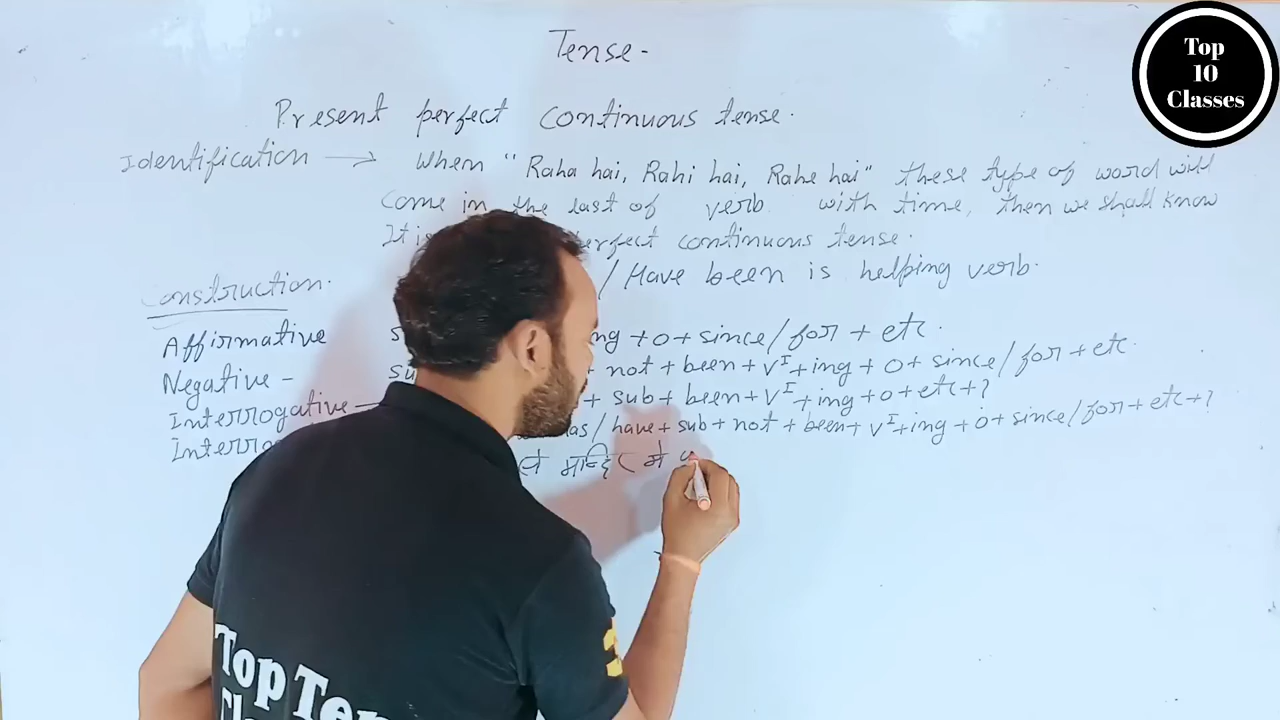 Tense-
Present perfect continuous tense.
Identification → When "Raha hai, Rahi hai, Rahe hai" these type of word will
come in the last of verb with time, then we shall know
It is perfect continuous tense.
/ Have been is helping verb.
Construction.
Affirmative ing + o + since/for + etc.
Negative - + not + been + V^I + ing + o + since/for + etc.
Interrogative → + sub + been + V^I + ing + o + etc + ?
has/have + sub + not + been + V^I + ing + o + since/for + etc + ?
मन्दिर मे
Top
10
Classes
Top Ten